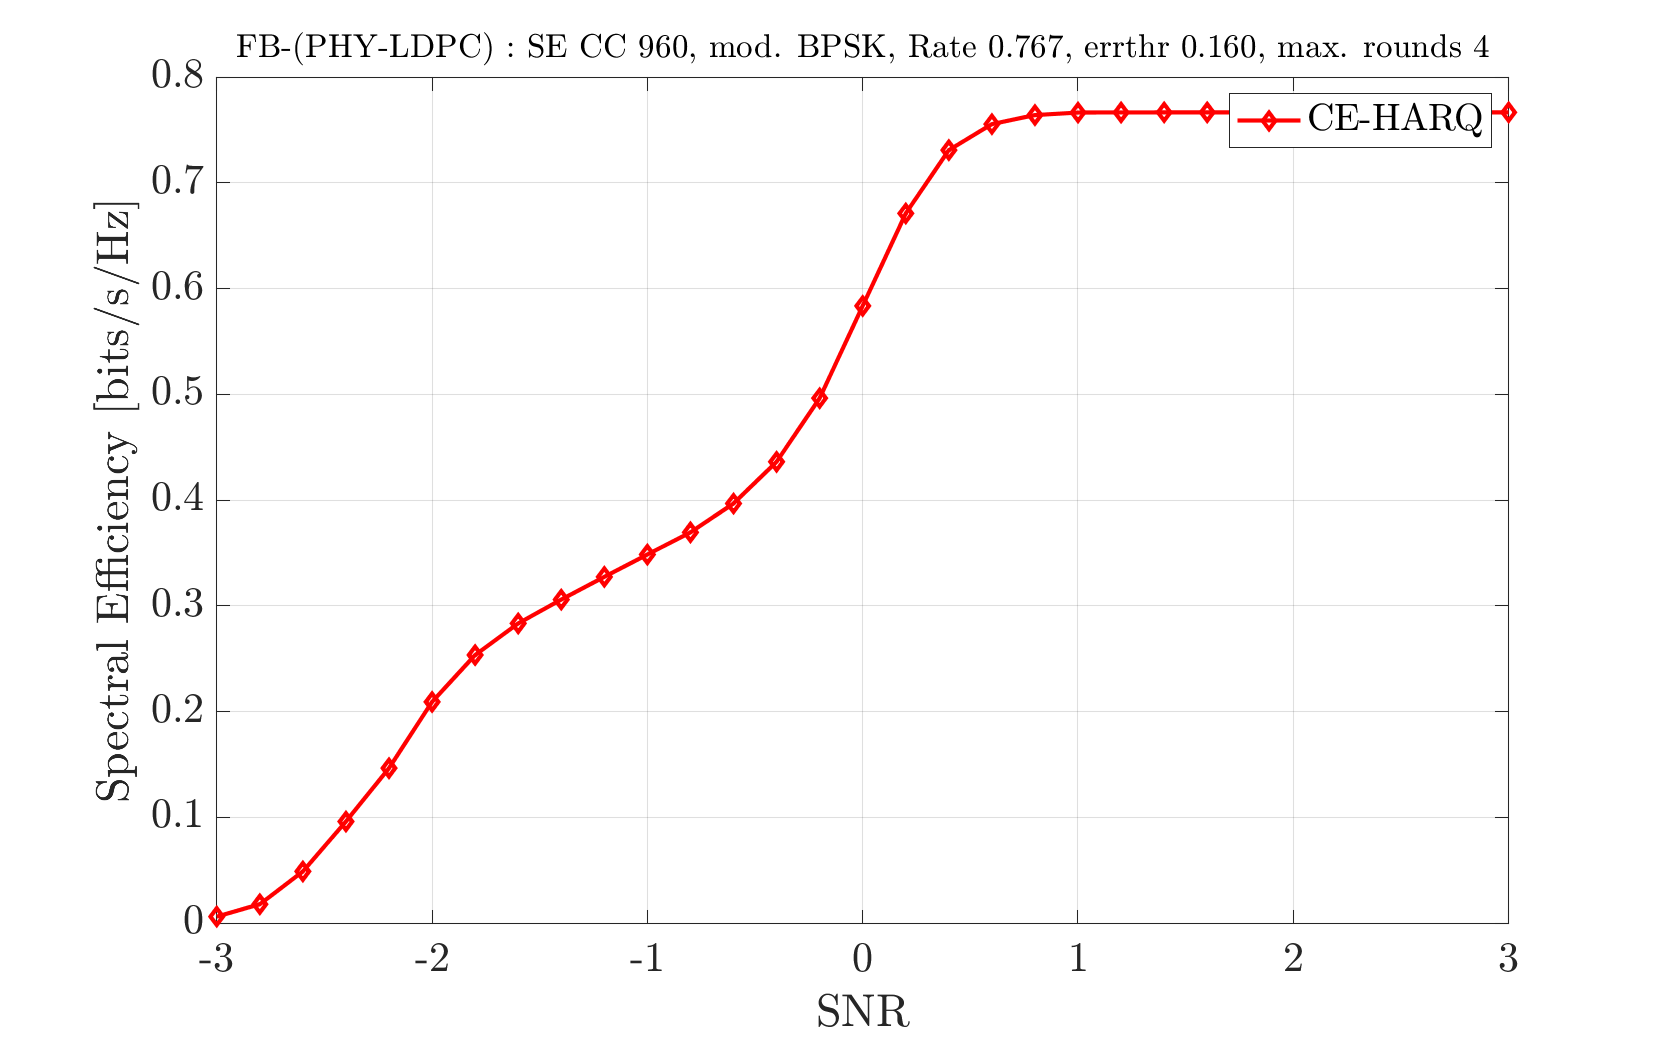 FB-(PHY-LDPC) : SE CC 960, mod. BPSK, Rate 0.767, errthr 0.160, max. rounds 4
0.8
0.7
0.6
0.5
0.4
0.3
0.2
0.1
0
Spectral Efficiency [bits/s/Hz]
CE-HARQ
-3 -2 -1 0 1 2 3
SNR